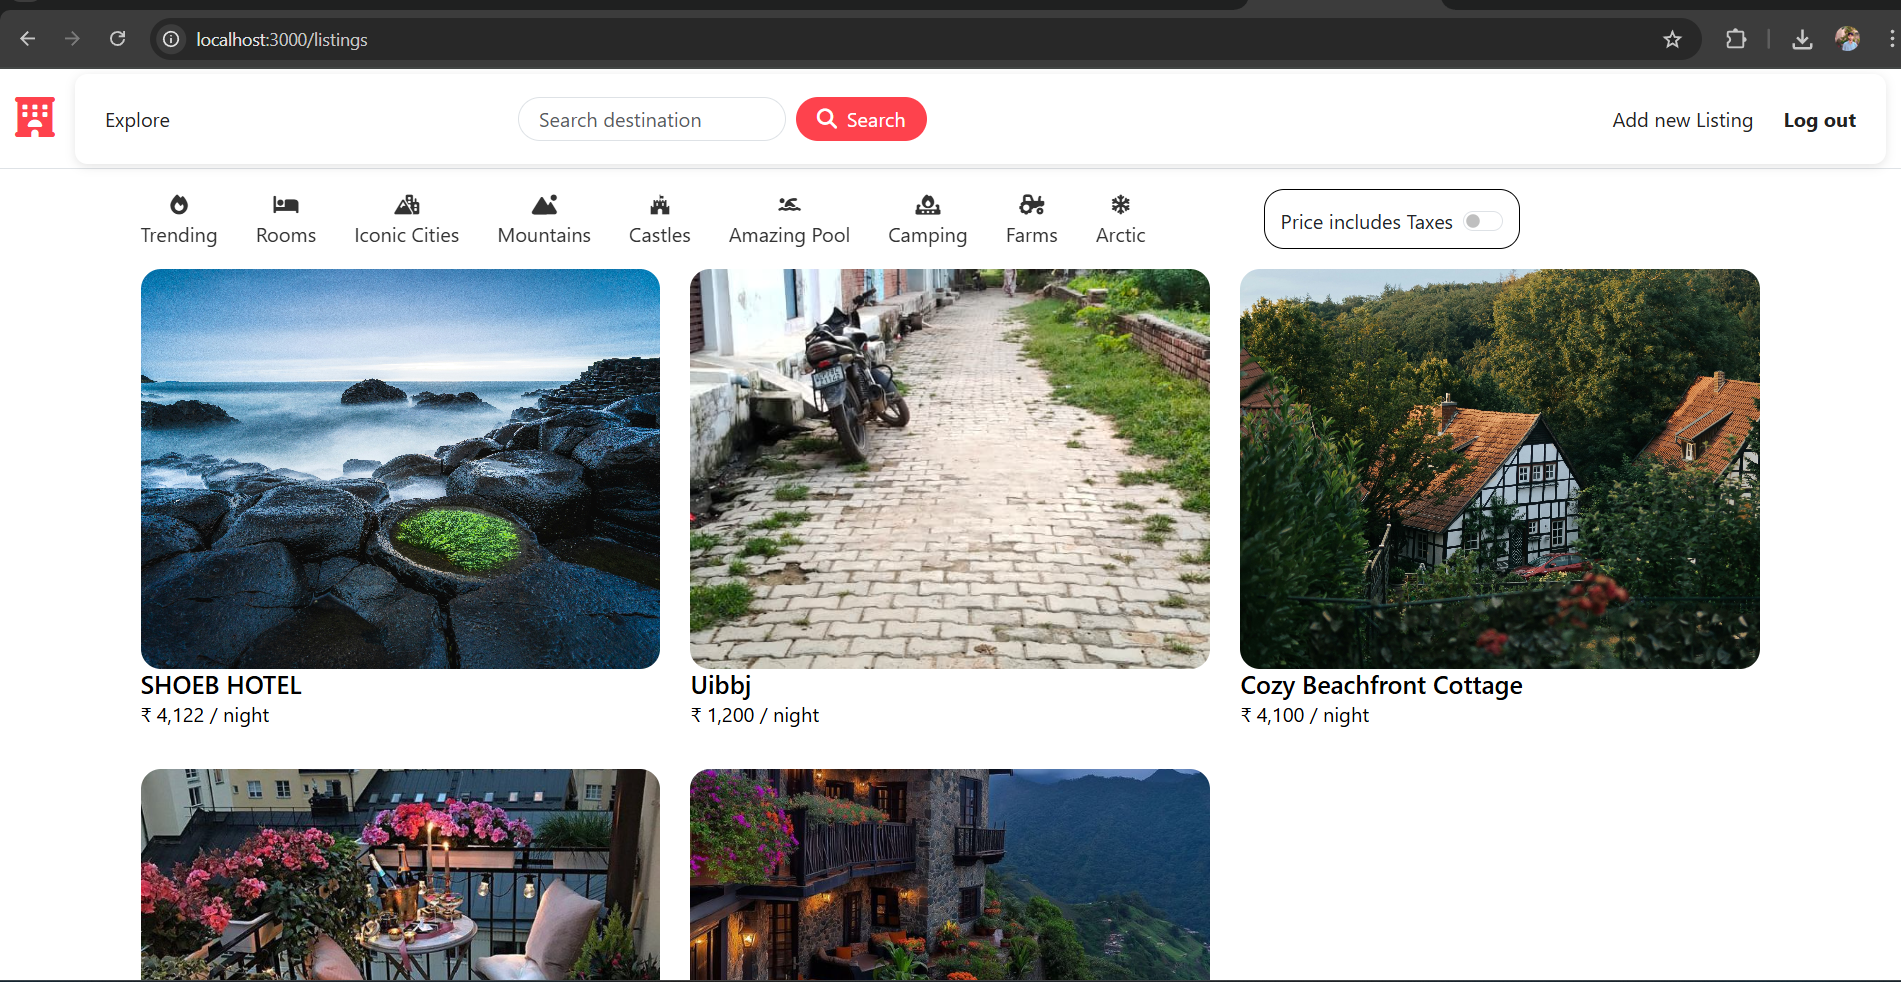 localhost:3000/listings
Explore
Search destination
Search
Add new Listing
Log out
Trending
Rooms
Iconic Cities
Mountains
Castles
Amazing Pool
Camping
Farms
Arctic
Price includes Taxes
SHOEB HOTEL
₹ 4,122 / night
Uibbj
₹ 1,200 / night
Cozy Beachfront Cottage
₹ 4,100 / night